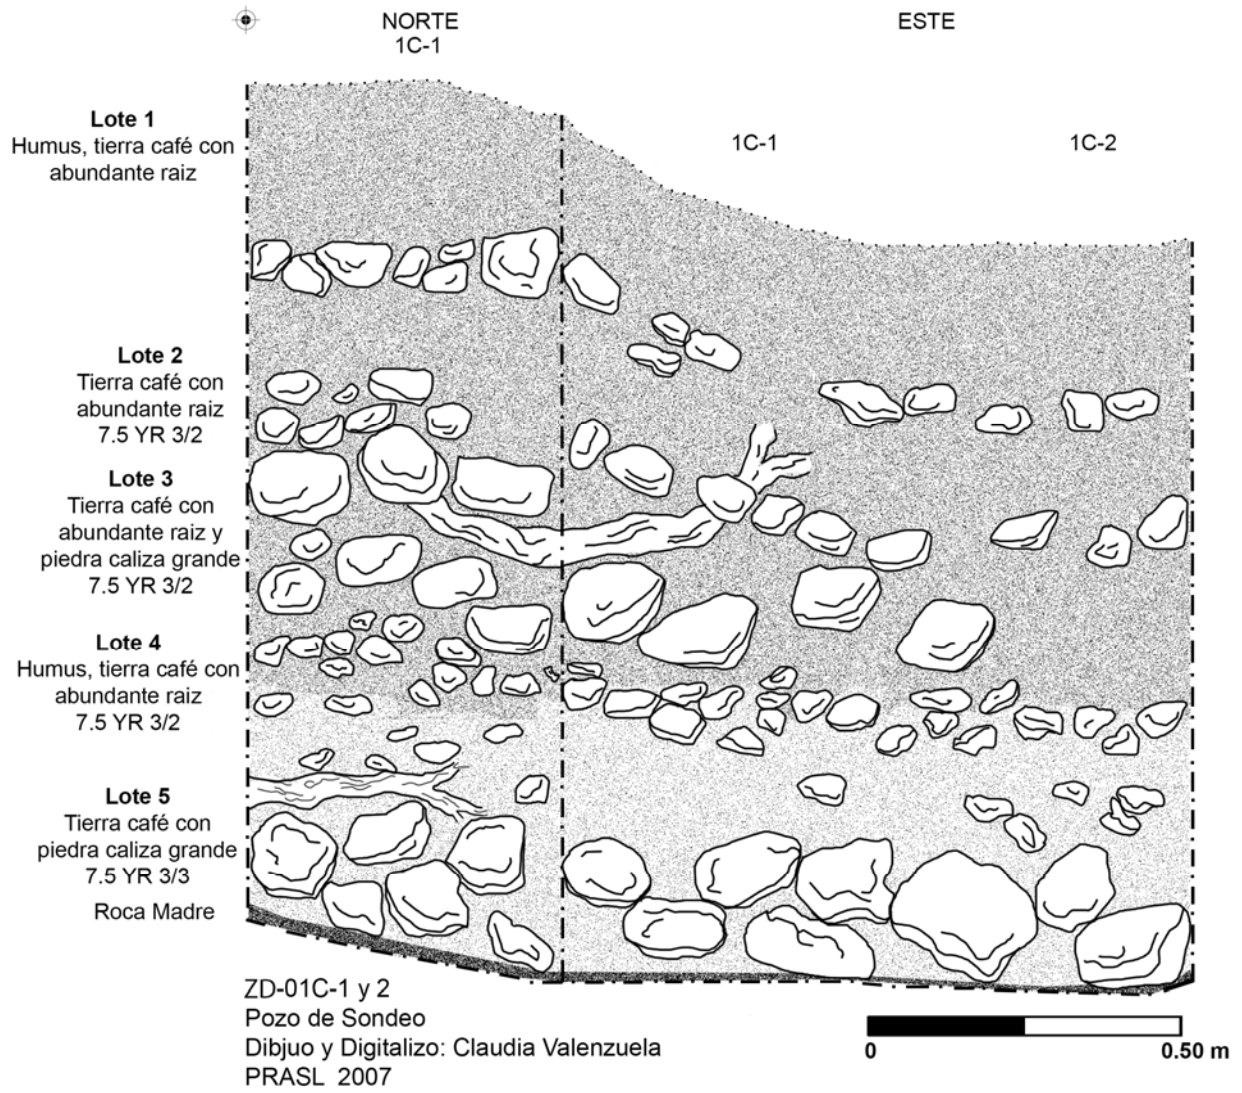 NORTE
1C-1
ESTE
1C-1
1C-2
Lote 1
Humus, tierra café con
abundante raiz
Lote 2
Tierra café con
abundante raiz
7.5 YR 3/2
Lote 3
Tierra café con
abundante raiz y
piedra caliza grande
7.5 YR 3/2
Lote 4
Humus, tierra café con
abundante raiz
7.5 YR 3/2
Lote 5
Tierra café con
piedra caliza grande
7.5 YR 3/3
Roca Madre
ZD-01C-1 y 2
Pozo de Sondeo
Dibjuo y Digitalizo: Claudia Valenzuela
PRASL 2007
0 0.50 m